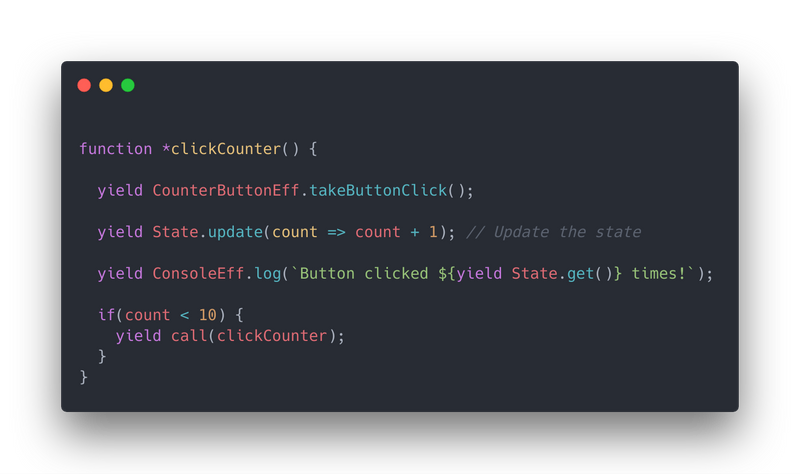 function *clickCounter() {
yield CounterButtonEff.takeButtonClick();
yield State.update(count => count + 1); // Update the state
yield ConsoleEff.log(`Button clicked ${yield State.get()} times!`);
if(count < 10) {
yield call(clickCounter);
}
}